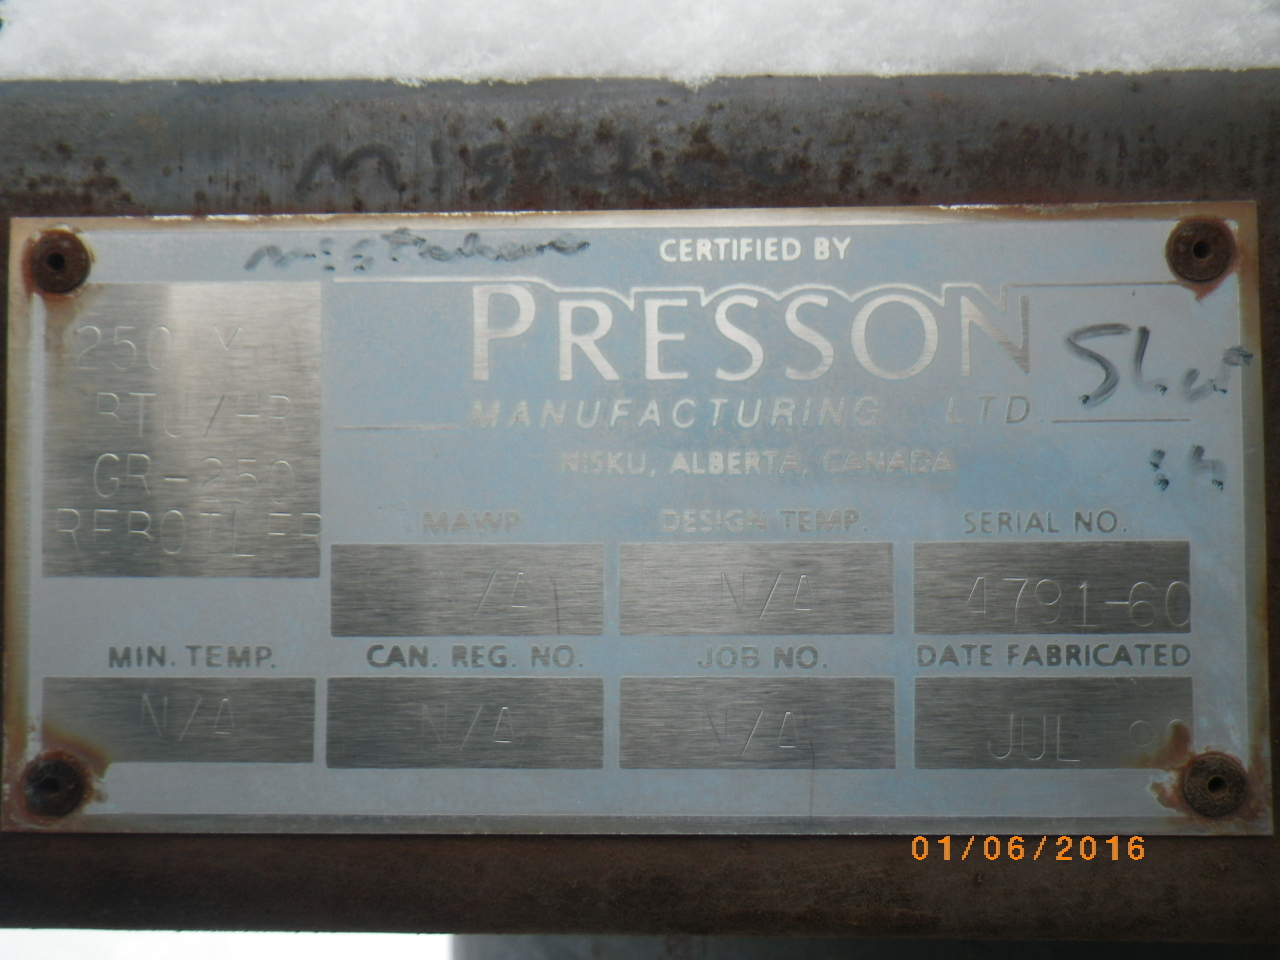 CERTIFIED BY
PRESSON
MANUFACTURING LTD.
NISKU, ALBERTA, CANADA
250 M
BTU/HR
GR-250
REBOILER
MAWP
DESIGN TEMP.
SERIAL NO.
/A
N/A
4791-60
MIN. TEMP.
CAN. REG. NO.
JOB NO.
DATE FABRICATED
N/A
N/A
N/A
JUL
01/06/2016